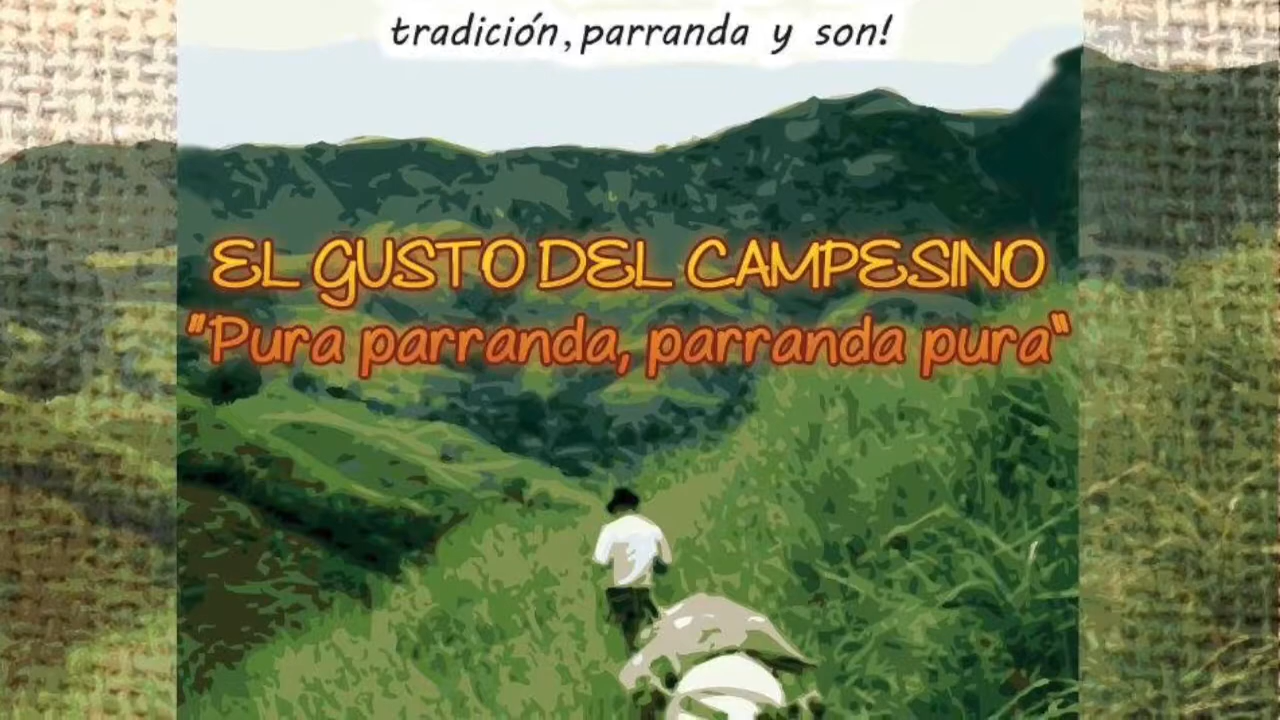 tradición, parranda y son!
EL GUSTO DEL CAMPESINO
"Pura parranda, parranda pura"